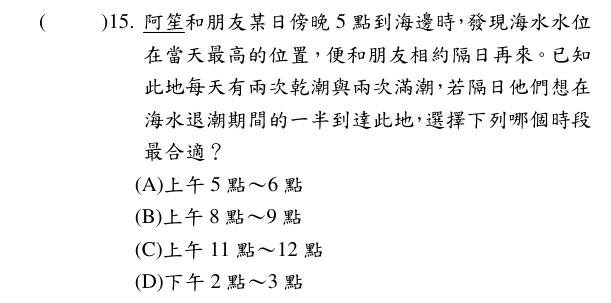 (　　)15. 阿笙和朋友某日傍晚 5 點到海邊時，發現海水水位
在當天最高的位置，便和朋友相約隔日再來。已知
此地每天有兩次乾潮與兩次滿潮，若隔日他們想在
海水退潮期間的一半到達此地，選擇下列哪個時段
最合適？
(A)上午 5 點～6 點
(B)上午 8 點～9 點
(C)上午 11 點～12 點
(D)下午 2 點～3 點